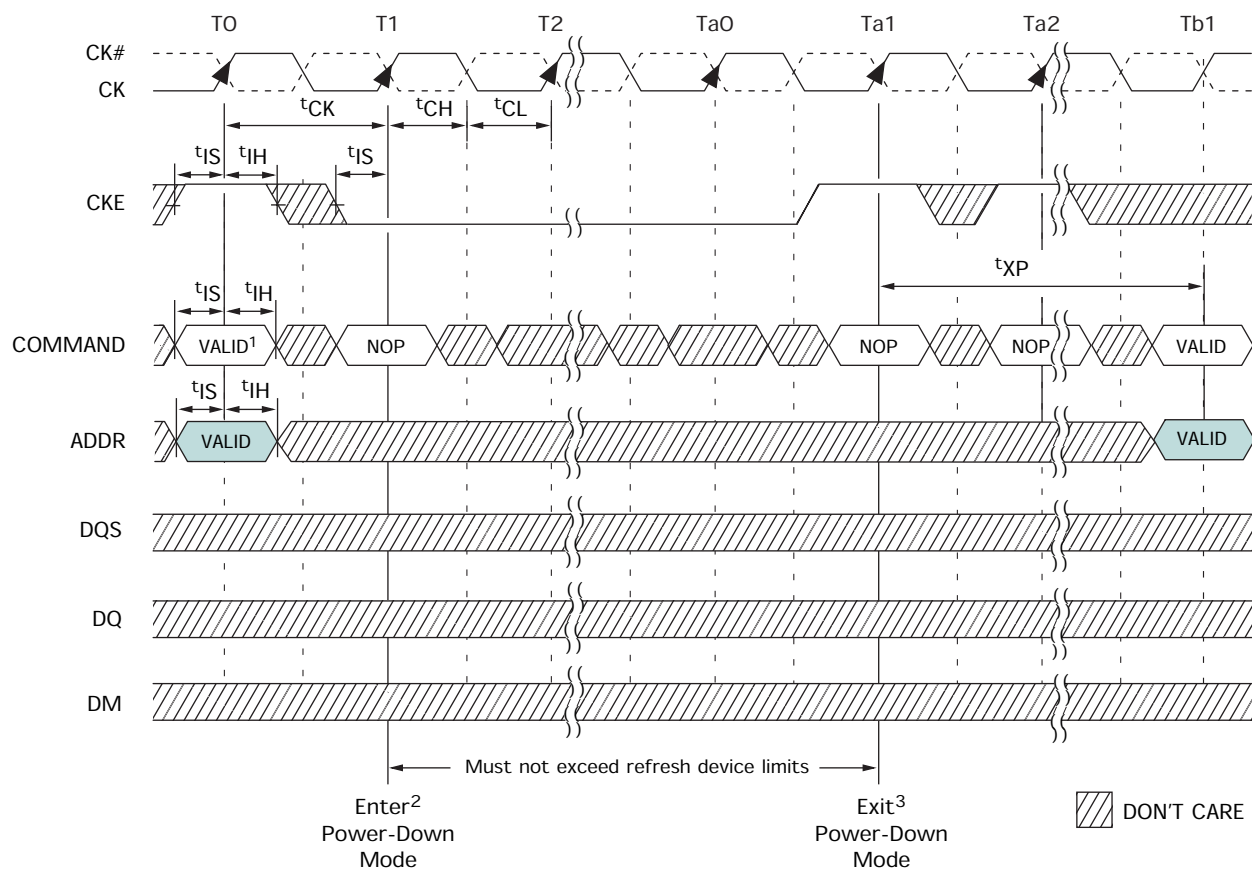 T0 T1 T2 Ta0 Ta1 Ta2 Tb1
CK#
CK
tCK tCH tCL
tIS tIH tIS
CKE
tXP
tIS tIH
COMMAND VALID1 NOP NOP NOP VALID
tIS tIH
ADDR VALID VALID
DQS
DQ
DM
Must not exceed refresh device limits
Enter2
Power-Down
Mode
Exit3
Power-Down
Mode
DON'T CARE